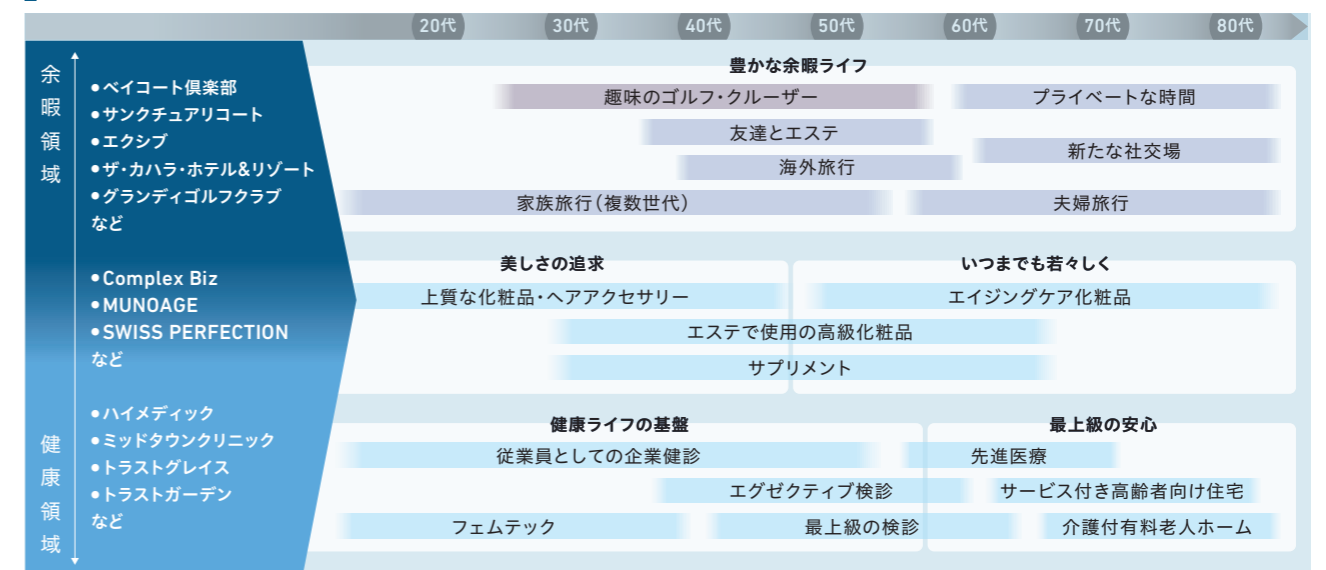 20代 30代 40代 50代 60代 70代 80代
余暇領域
●ベイコート倶楽部
●サンクチュアリコート
●エクシブ
●ザ・カハラ・ホテル&リゾート
●グランディゴルフクラブ
など
●Complex Biz
●MUNOAGE
●SWISS PERFECTION
など
健康領域
●ハイメディック
●ミッドタウンクリニック
●トラストグレイス
●トラストガーデン
など
豊かな余暇ライフ
趣味のゴルフ・クルーザー
プライベートな時間
友達とエステ
新たな社交場
海外旅行
家族旅行（複数世代）
夫婦旅行
美しさの追求
いつまでも若々しく
上質な化粧品・ヘアアクセサリー
エイジングケア化粧品
エステで使用の高級化粧品
サプリメント
健康ライフの基盤
最上級の安心
従業員としての企業健診
先進医療
エグゼクティブ検診
サービス付き高齢者向け住宅
フェムテック
最上級の検診
介護付有料老人ホーム